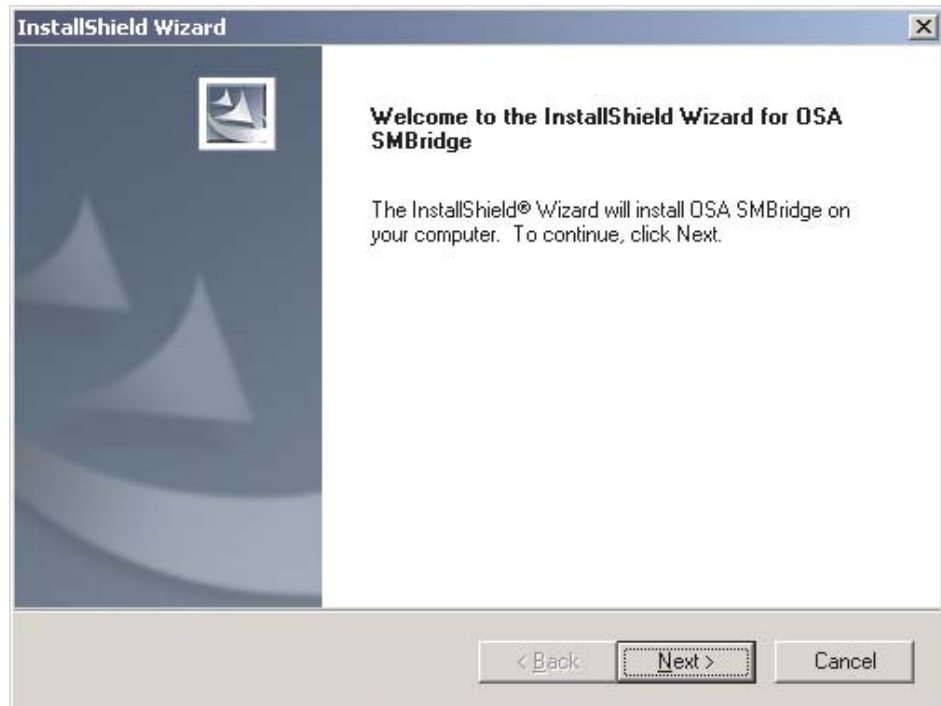 InstallShield Wizard
Welcome to the InstallShield Wizard for OSA
SMBridge
The InstallShield® Wizard will install OSA SMBridge on
your computer. To continue, click Next.
< Back
Next >
Cancel